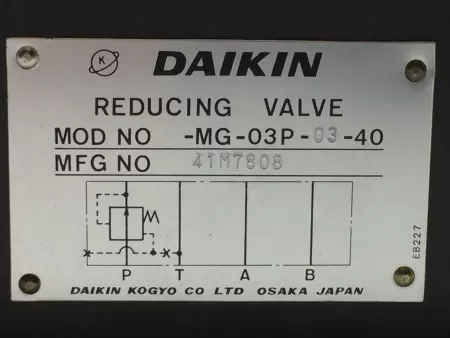 K DAIKIN
REDUCING VALVE
MOD NO -MG-03P-03-40
MFG NO 41M7808
P T A B
EB227
DAIKIN KOGYO CO LTD OSAKA JAPAN